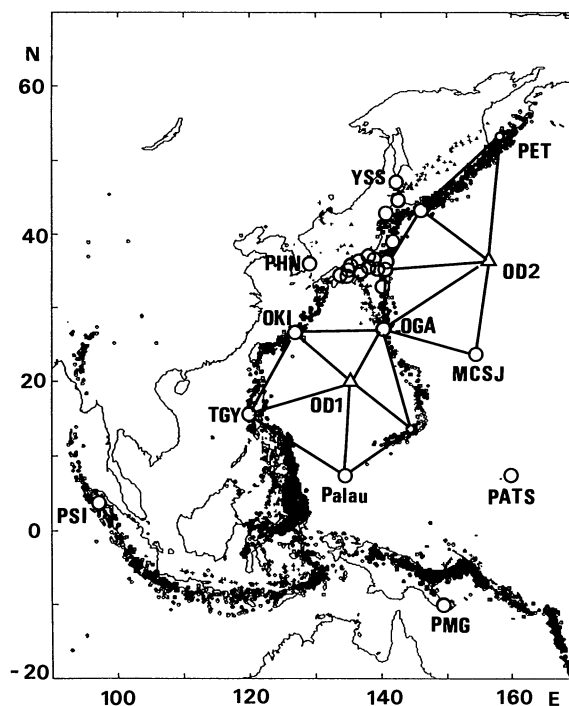 N
60
PET
YSS
40
PHN
OD2
OKI
OGA
MCSJ
20
TGY
OD1
Palau
PATS
PSI
0
PMG
-20
100
120
140
160
E